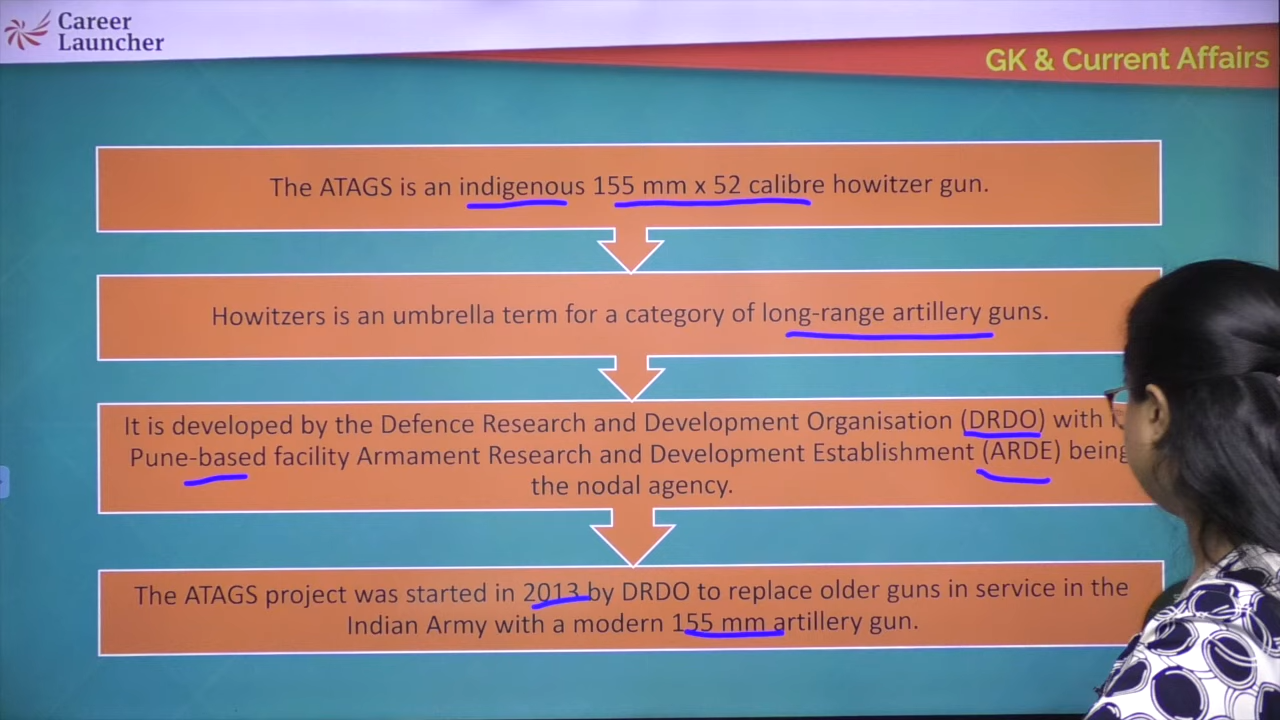 Career
Launcher
GK & Current Affairs
The ATAGS is an indigenous 155 mm x 52 calibre howitzer gun.
Howitzers is an umbrella term for a category of long-range artillery guns.
It is developed by the Defence Research and Development Organisation (DRDO) with
Pune-based facility Armament Research and Development Establishment (ARDE) being
the nodal agency.
The ATAGS project was started in 2013 by DRDO to replace older guns in service in the
Indian Army with a modern 155 mm artillery gun.